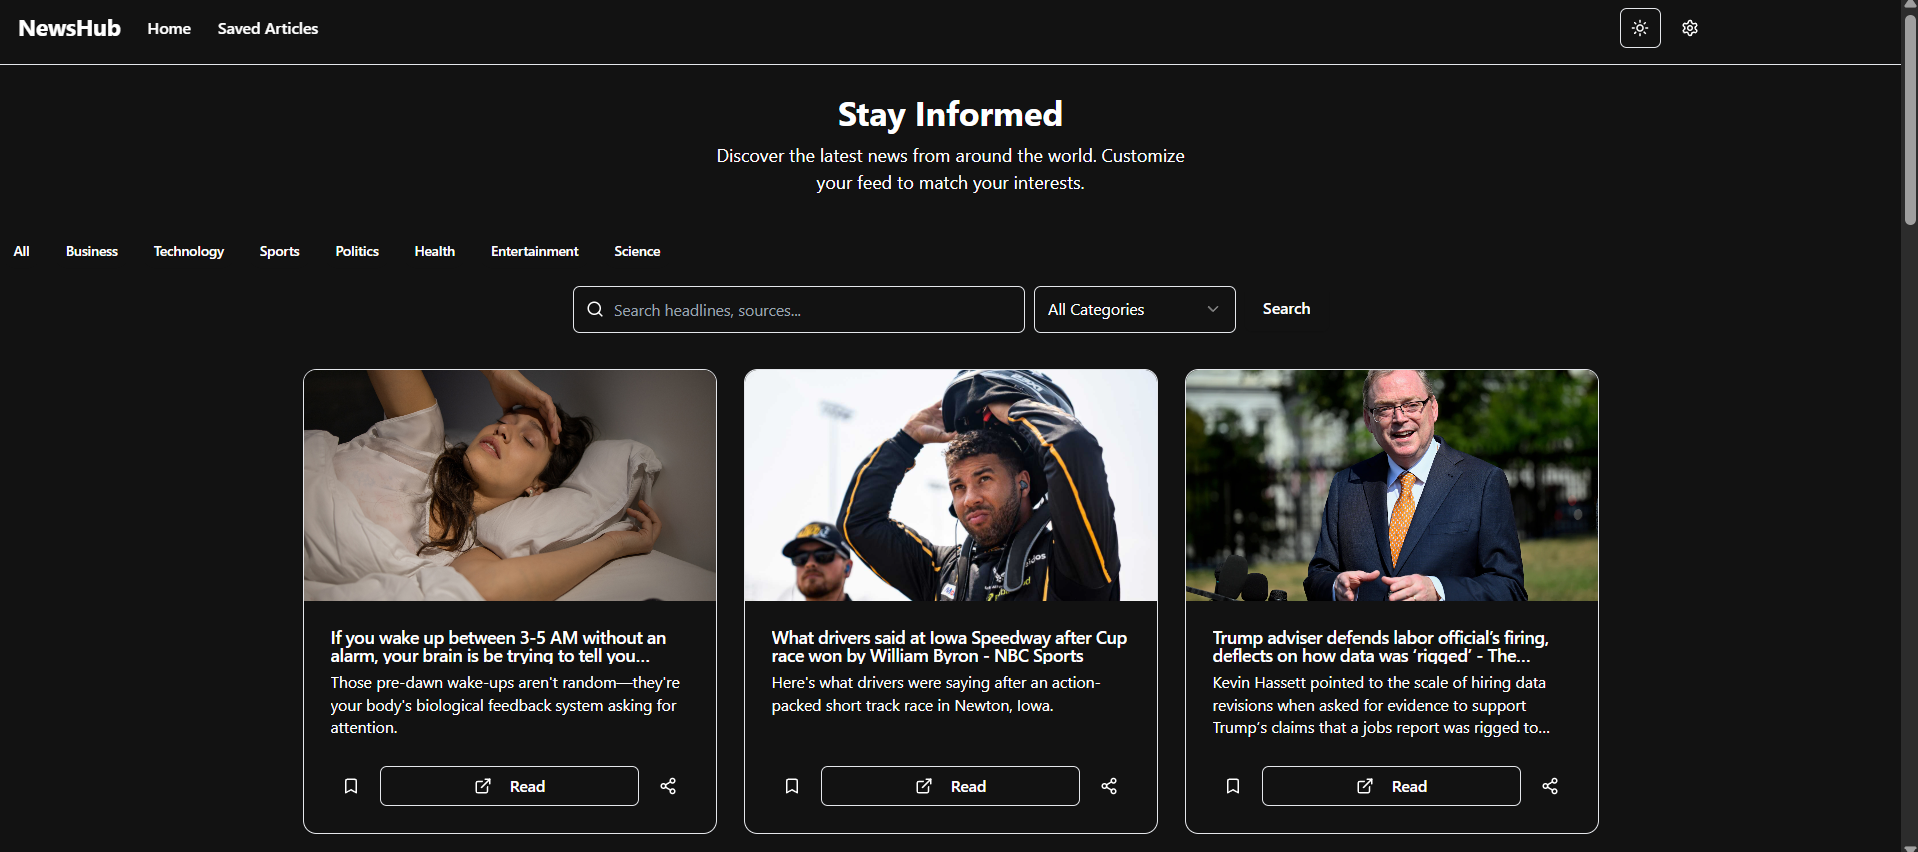 NewsHub Home Saved Articles
Stay Informed
Discover the latest news from around the world. Customize
your feed to match your interests.
All Business Technology Sports Politics Health Entertainment Science
Search headlines, sources...
All Categories
Search
If you wake up between 3-5 AM without an
alarm, your brain is be trying to tell you...
Those pre-dawn wake-ups aren't random—they're
your body's biological feedback system asking for
attention.
Read
What drivers said at Iowa Speedway after Cup
race won by William Byron - NBC Sports
Here's what drivers were saying after an action-
packed short track race in Newton, Iowa.
Read
Trump adviser defends labor official’s firing,
deflects on how data was ‘rigged’ - The...
Kevin Hassett pointed to the scale of hiring data
revisions when asked for evidence to support
Trump’s claims that a jobs report was rigged to...
Read